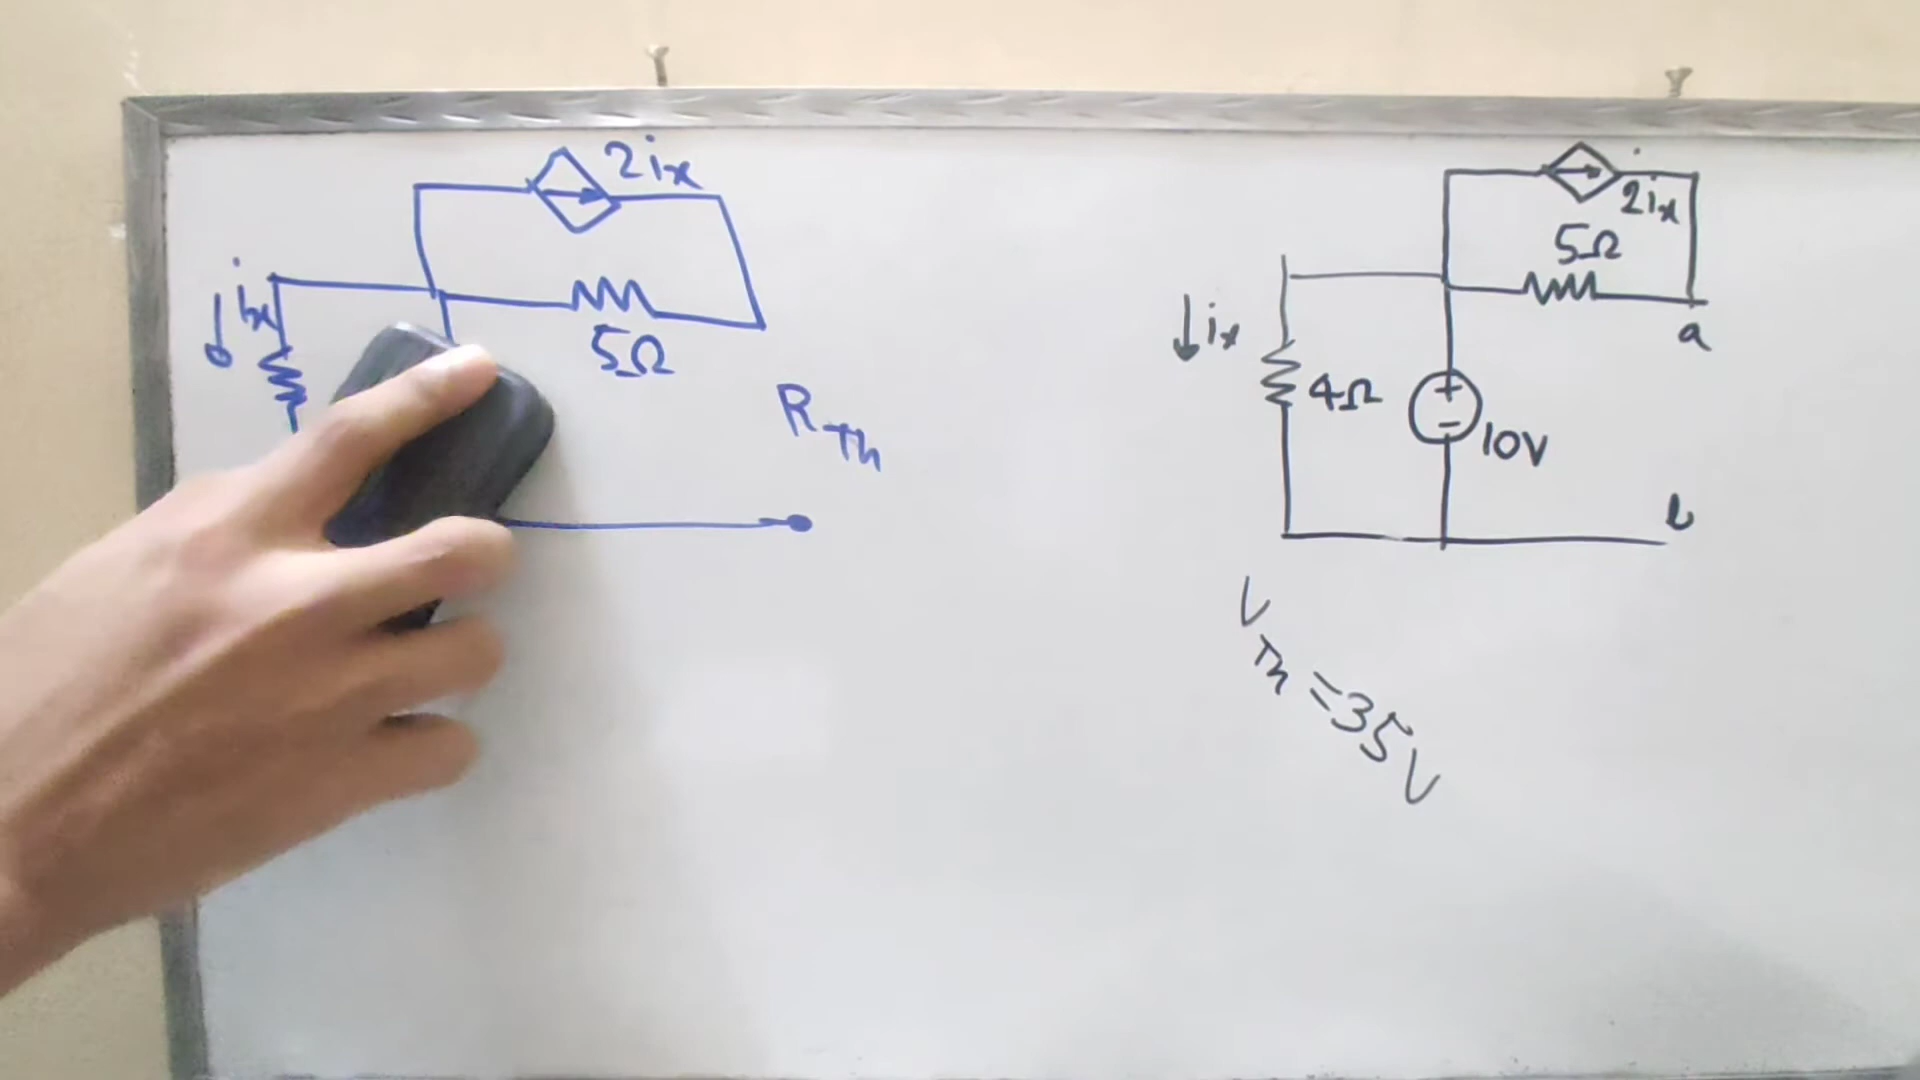 2ix
ix
5Ω
RTh
2ix
5Ω
ix
4Ω
+
-
10V
a
b
VTh = 35V